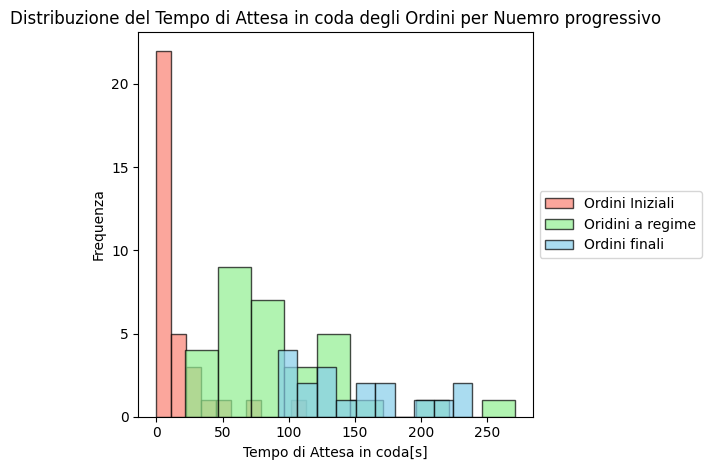 Distribuzione del Tempo di Attesa in coda degli Ordini per Nuemro progressivo
20
15
10
5
0
Frequenza
0 50 100 150 200 250
Tempo di Attesa in coda[s]
Ordini Iniziali
Oridini a regime
Ordini finali